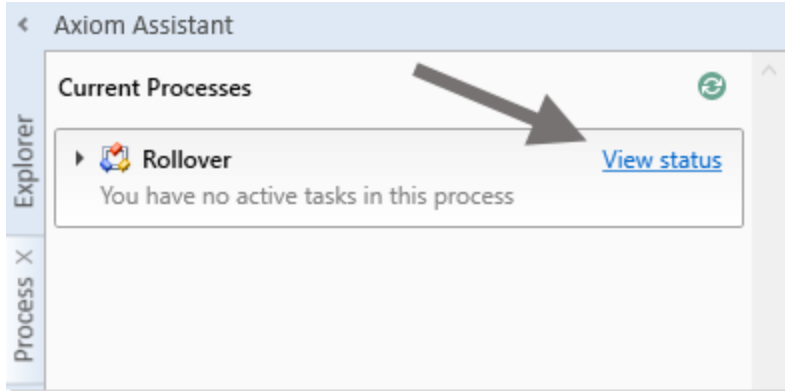 Axiom Assistant
Current Processes
Rollover View status
You have no active tasks in this process
Explorer
Process